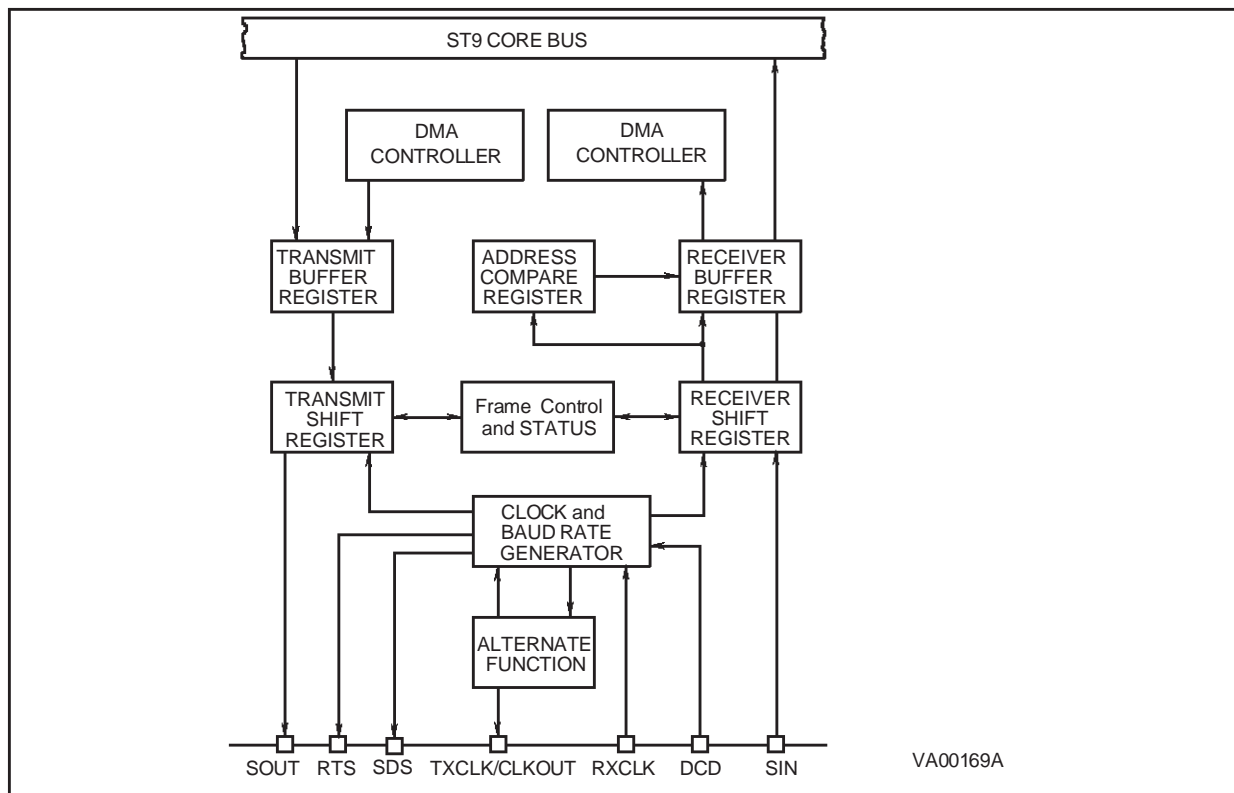 ST9 CORE BUS
DMA
CONTROLLER
DMA
CONTROLLER
TRANSMIT
BUFFER
REGISTER
ADDRESS
COMPARE
REGISTER
RECEIVER
BUFFER
REGISTER
TRANSMIT
SHIFT
REGISTER
Frame Control
and STATUS
RECEIVER
SHIFT
REGISTER
CLOCK and
BAUD RATE
GENERATOR
ALTERNATE
FUNCTION
SOUT RTS SDS TXCLK/CLKOUT RXCLK DCD SIN
VA00169A